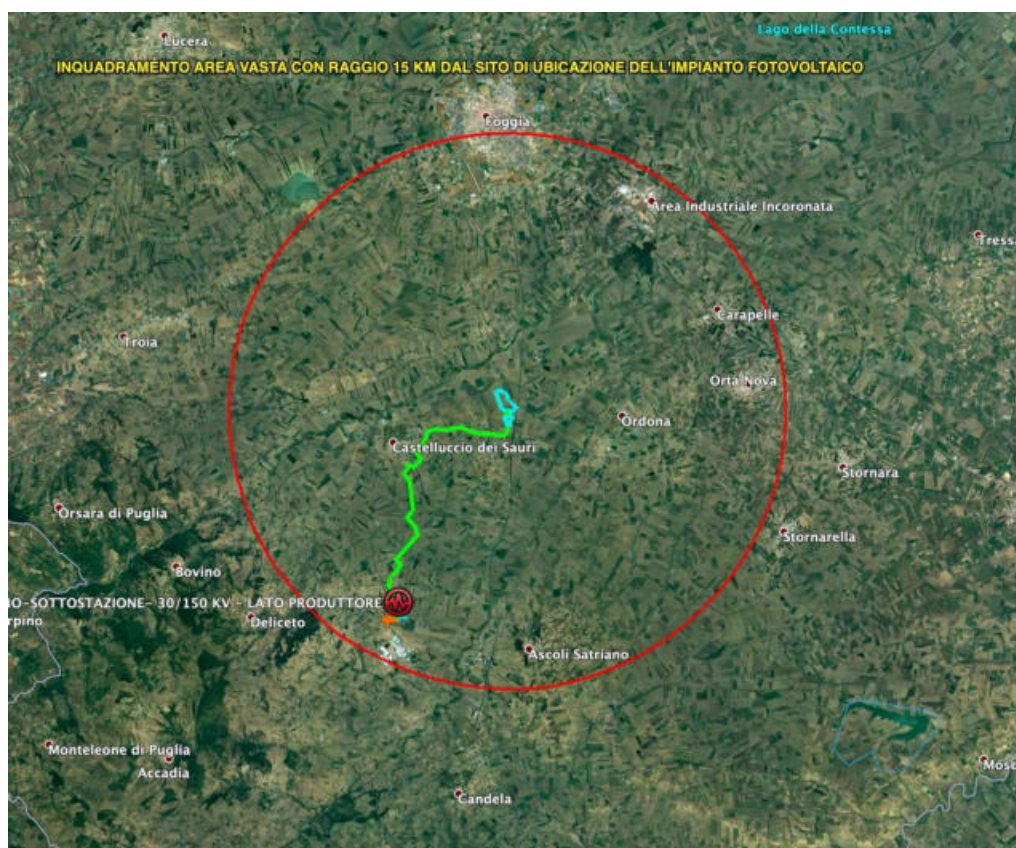 Lago della Contessa
Lucera
INQUADRAMENTO AREA VASTA CON RAGGIO 15 KM DAL SITO DI UBICAZIONE DELL'IMPIANTO FOTOVOLTAICO
Foggia
Area Industriale Incoronata
Tressa
Carapelle
Troia
Orta Nova
Ordona
Castelluccio dei Sauri
Stornara
Orsara di Puglia
Stornarella
Bovino
NO-SOTTOSTAZIONE- 30/150 KV - LATO PRODUTTORE
rpino
Deliceto
Ascoli Satriano
Monteleone di Puglia
Accadia
Mosc
Candela